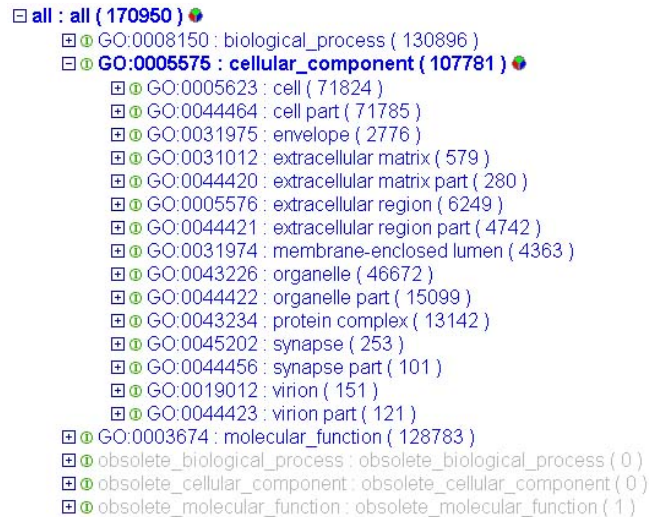 all : all ( 170950 )
GO:0008150 : biological_process ( 130896 )
GO:0005575 : cellular_component ( 107781 )
GO:0005623 : cell ( 71824 )
GO:0044464 : cell part ( 71785 )
GO:0031975 : envelope ( 2776 )
GO:0031012 : extracellular matrix ( 579 )
GO:0044420 : extracellular matrix part ( 280 )
GO:0005576 : extracellular region ( 6249 )
GO:0044421 : extracellular region part ( 4742 )
GO:0031974 : membrane-enclosed lumen ( 4363 )
GO:0043226 : organelle ( 46672 )
GO:0044422 : organelle part ( 15099 )
GO:0043234 : protein complex ( 13142 )
GO:0045202 : synapse ( 253 )
GO:0044456 : synapse part ( 101 )
GO:0019012 : virion ( 151 )
GO:0044423 : virion part ( 121 )
GO:0003674 : molecular_function ( 128783 )
obsolete_biological_process : obsolete_biological_process ( 0 )
obsolete_cellular_component : obsolete_cellular_component ( 0 )
obsolete_molecular_function : obsolete_molecular_function ( 1 )